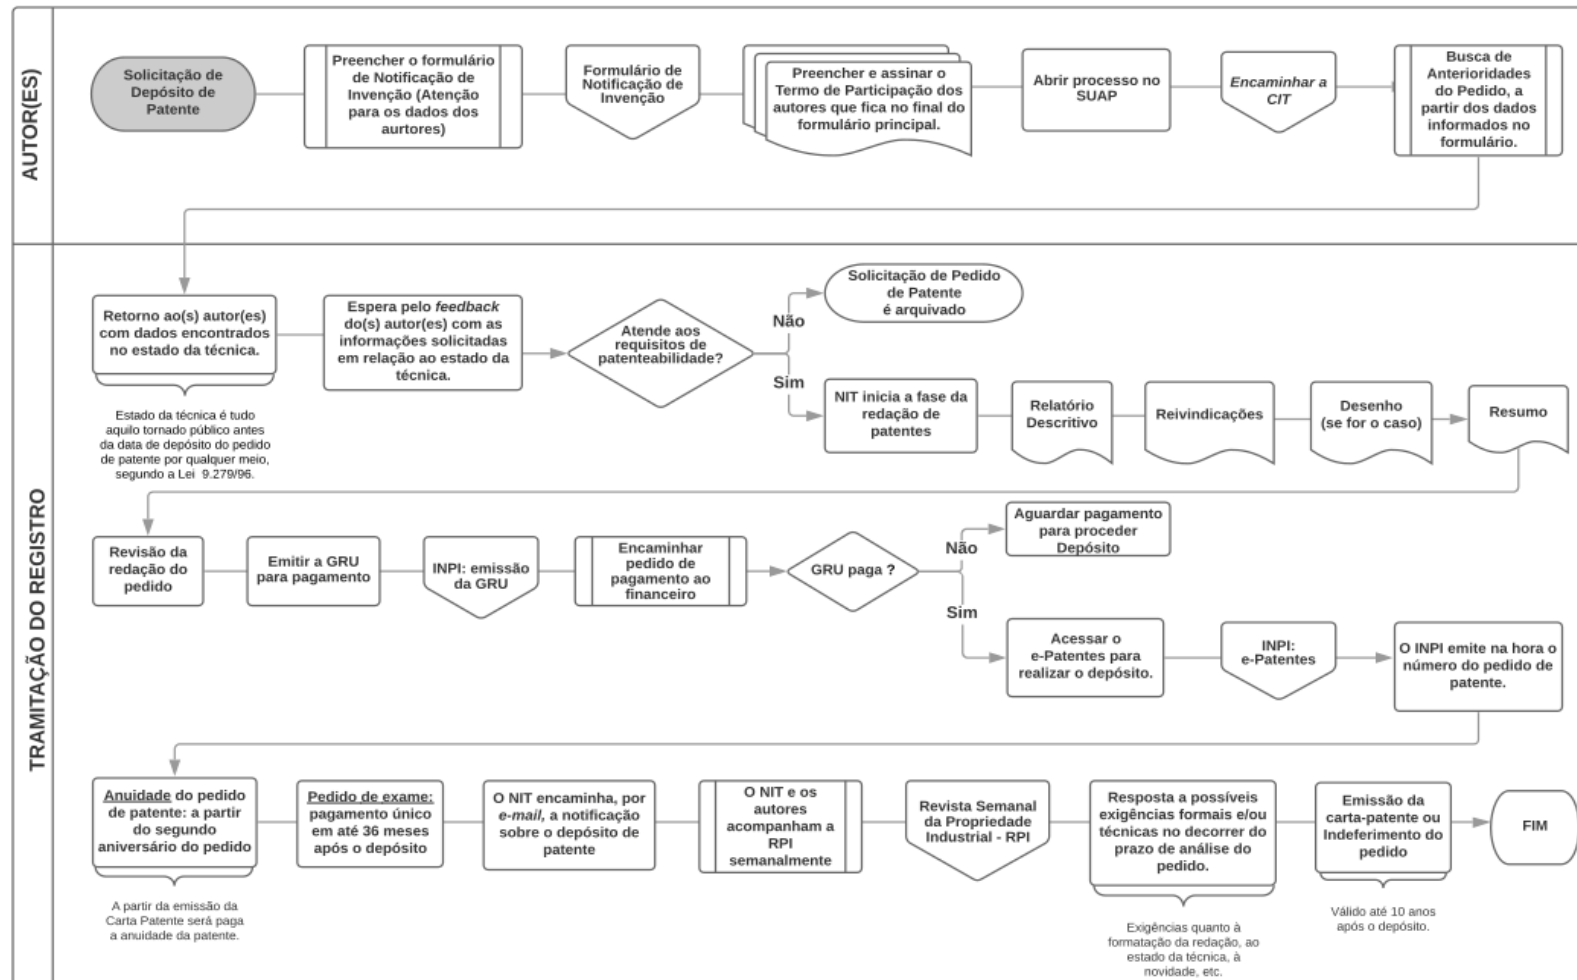 AUTOR(ES)
Solicitação de
Depósito de
Patente
Preencher o formulário
de Notificação de
Invenção (Atenção
para os dados dos
aurtores)
Formulário de
Notificação de
Invenção
Preencher e assinar o
Termo de Participação dos
autores que fica no final do
formulário principal.
Abrir processo no
SUAP
Encaminhar a
CIT
Busca de
Anterioridades
do Pedido, a
partir dos dados
informados no
formulário.
TRAMITAÇÃO DO REGISTRO
Retorno ao(s) autor(es)
com dados encontrados
no estado da técnica.
Estado da técnica é tudo
aquilo tornado público antes
da data de depósito do pedido
de patente por qualquer meio,
segundo a Lei 9.279/96.
Espera pelo feedback
do(s) autor(es) com as
informações solicitadas
em relação ao estado da
técnica.
Atende aos
requisitos de
patenteabilidade?
Não
Solicitação de Pedido
de Patente
é arquivado
Sim
NIT inicia a fase da
redação de
patentes
Relatório
Descritivo
Reivindicações
Desenho
(se for o caso)
Resumo
Revisão da
redação do
pedido
Emitir a GRU
para pagamento
INPI: emissão
da GRU
Encaminhar
pedido de
pagamento ao
financeiro
GRU paga ?
Não
Aguardar pagamento
para proceder
Depósito
Sim
Acessar o
e-Patentes para
realizar o depósito.
INPI:
e-Patentes
O INPI emite na hora o
número do pedido de
patente.
Anuidade do pedido
de patente: a partir
do segundo
aniversário do pedido
A partir da emissão da
Carta Patente será paga
a anuidade da patente.
Pedido de exame:
pagamento único
em até 36 meses
após o depósito
O NIT encaminha, por
e-mail, a notificação
sobre o depósito de
patente
O NIT e os
autores
acompanham a
RPI
semanalmente
Revista Semanal
da Propriedade
Industrial - RPI
Resposta a possíveis
exigências formais e/ou
técnicas no decorrer do
prazo de análise do
pedido.
Exigências quanto à
formatação da redação, ao
estado da técnica, à
novidade, etc.
Emissão da
carta-patente ou
Indeferimento do
pedido
Válido até 10 anos
após o depósito.
FIM